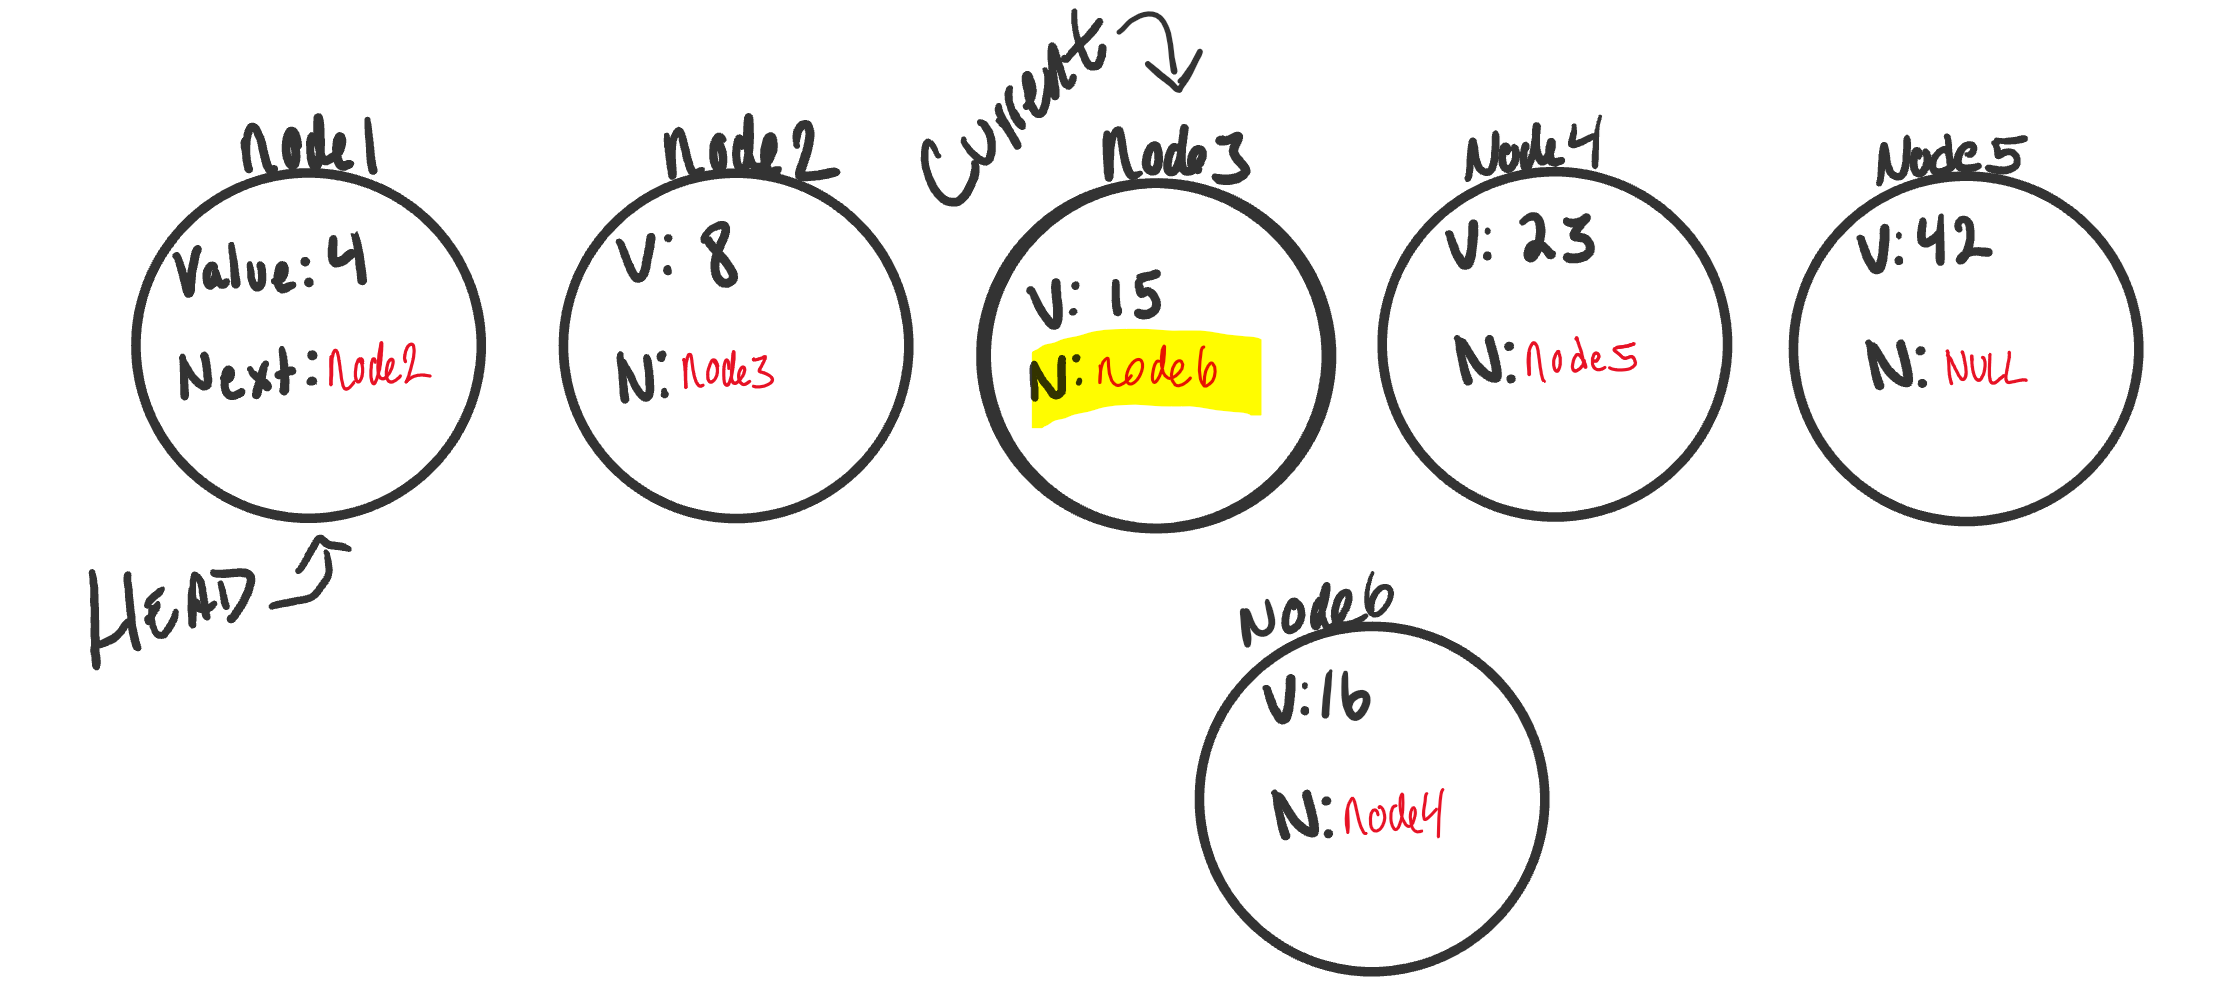 Current
node1
Value: 4
Next: node2
node2
V: 8
N: node3
node3
V: 15
N: node6
Node4
V: 23
N: node5
Node5
V: 42
N: NULL
HEAD
Node6
V: 16
N: node4